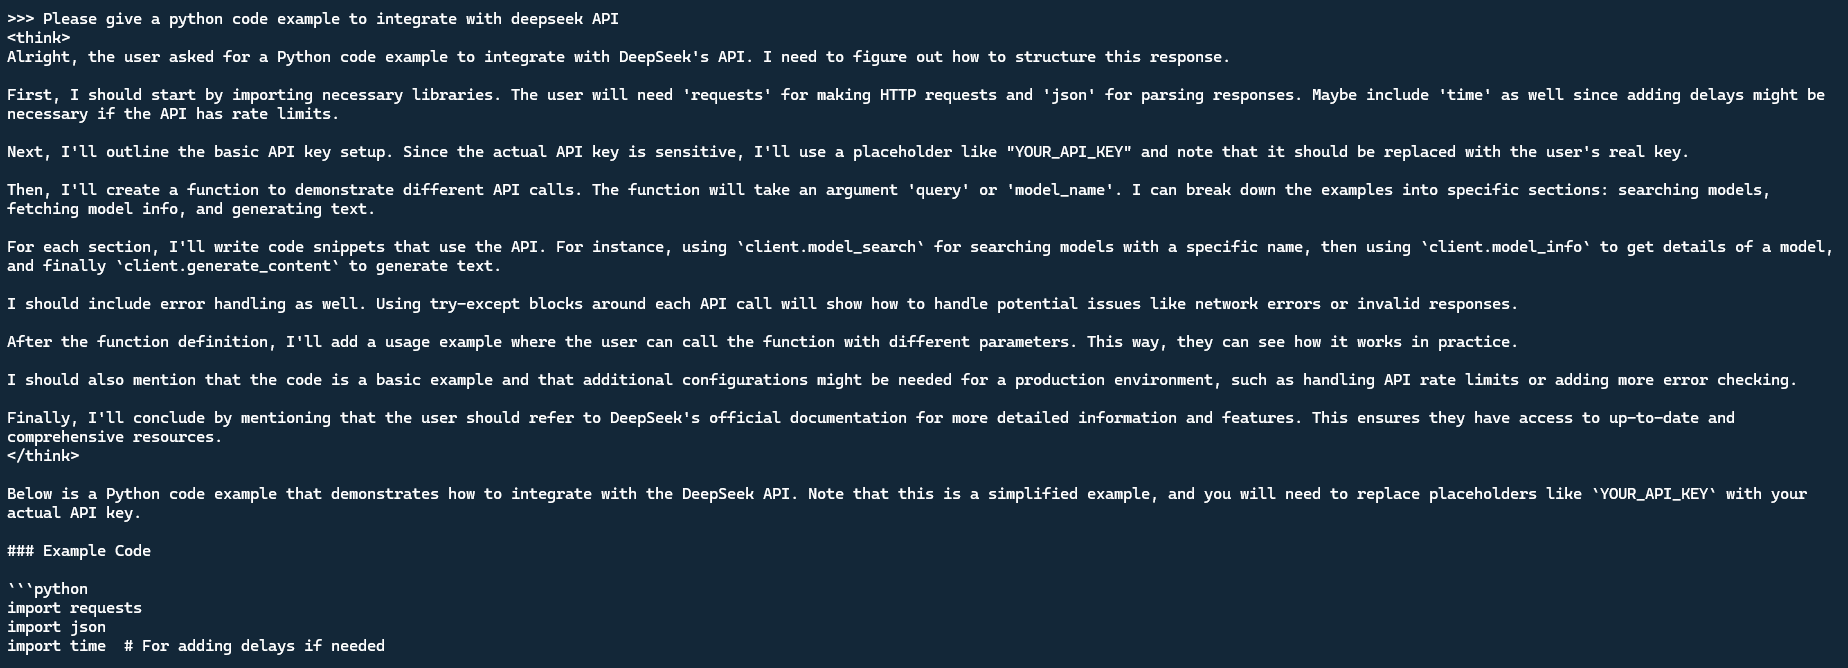 >>> Please give a python code example to integrate with deepseek API
<think>
Alright, the user asked for a Python code example to integrate with DeepSeek's API. I need to figure out how to structure this response.
First, I should start by importing necessary libraries. The user will need 'requests' for making HTTP requests and 'json' for parsing responses. Maybe include 'time' as well since adding delays might be
necessary if the API has rate limits.
Next, I'll outline the basic API key setup. Since the actual API key is sensitive, I'll use a placeholder like "YOUR_API_KEY" and note that it should be replaced with the user's real key.
Then, I'll create a function to demonstrate different API calls. The function will take an argument 'query' or 'model_name'. I can break down the examples into specific sections: searching models,
fetching model info, and generating text.
For each section, I'll write code snippets that use the API. For instance, using `client.model_search` for searching models with a specific name, then using `client.model_info` to get details of a model,
and finally `client.generate_content` to generate text.
I should include error handling as well. Using try-except blocks around each API call will show how to handle potential issues like network errors or invalid responses.
After the function definition, I'll add a usage example where the user can call the function with different parameters. This way, they can see how it works in practice.
I should also mention that the code is a basic example and that additional configurations might be needed for a production environment, such as handling API rate limits or adding more error checking.
Finally, I'll conclude by mentioning that the user should refer to DeepSeek's official documentation for more detailed information and features. This ensures they have access to up-to-date and
comprehensive resources.
</think>
Below is a Python code example that demonstrates how to integrate with the DeepSeek API. Note that this is a simplified example, and you will need to replace placeholders like `YOUR_API_KEY` with your
actual API key.
### Example Code
```python
import requests
import json
import time  # For adding delays if needed